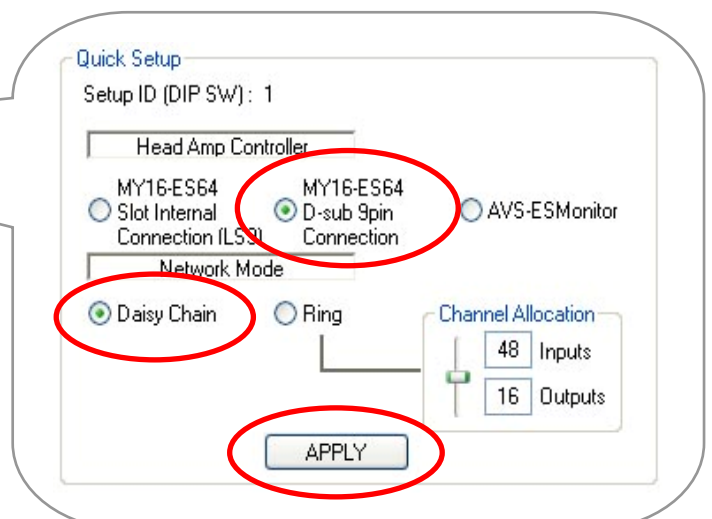 Quick Setup
Setup ID (DIP SW) : 1
Head Amp Controller
MY16-ES64
Slot Internal
Connection (LS9)
MY16-ES64
D-sub 9pin
Connection
AVS-ESMonitor
Network Mode
Daisy Chain
Ring
Channel Allocation
48 Inputs
16 Outputs
APPLY